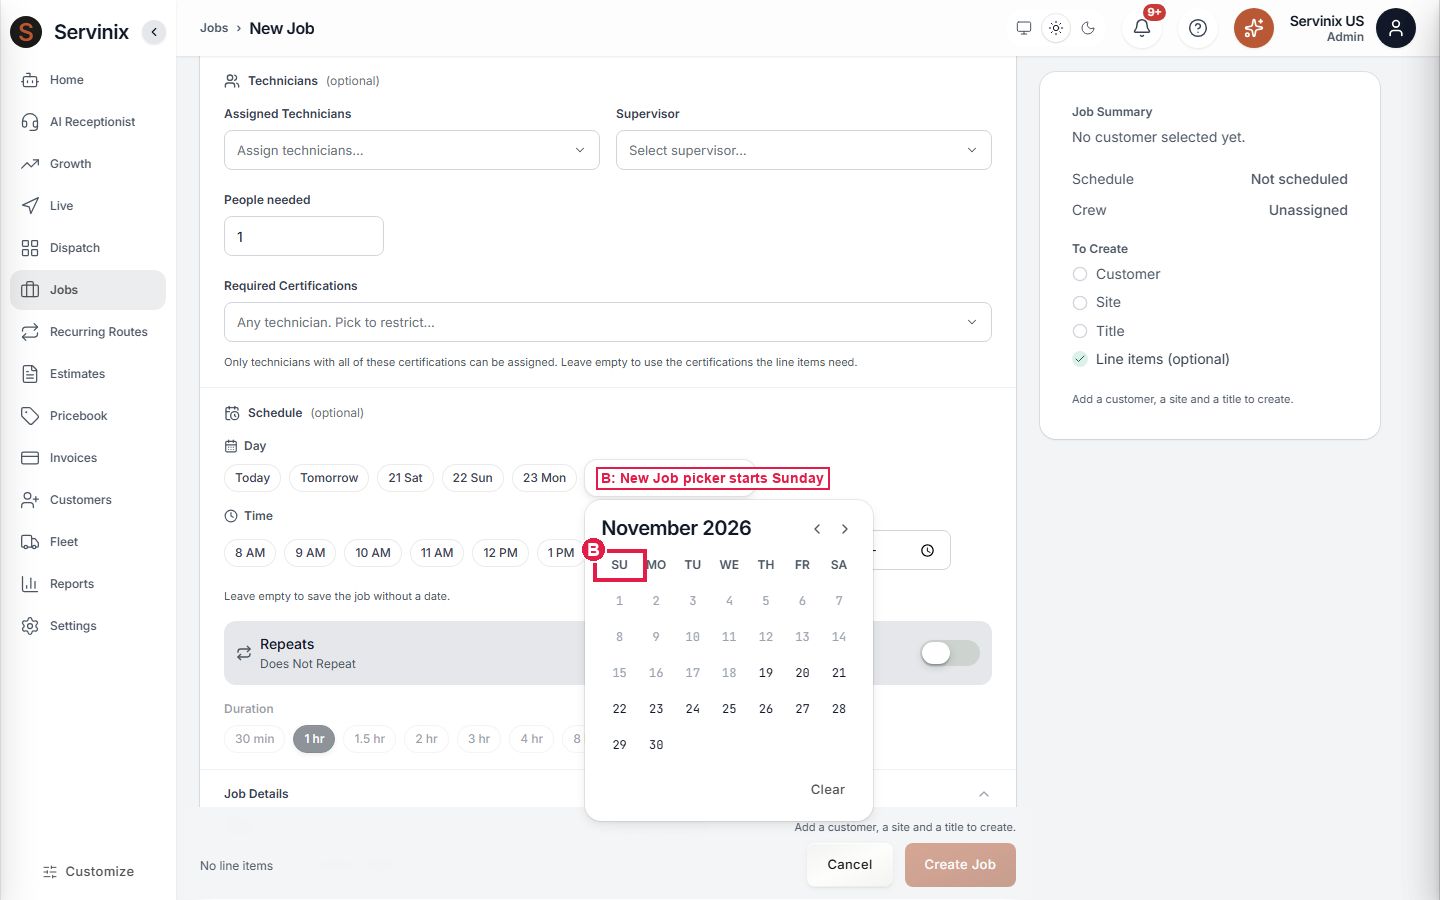 Servinix
Jobs › New Job
9+
Servinix US
Admin
Home
AI Receptionist
Growth
Live
Dispatch
Jobs
Recurring Routes
Estimates
Pricebook
Invoices
Customers
Fleet
Reports
Settings
Customize
Technicians (optional)
Assigned Technicians
Supervisor
Assign technicians...
Select supervisor...
People needed
1
Required Certifications
Any technician. Pick to restrict...
Only technicians with all of these certifications can be assigned. Leave empty to use the certifications the line items need.
Schedule (optional)
Day
Today Tomorrow 21 Sat 22 Sun 23 Mon
B: New Job picker starts Sunday
Time
8 AM 9 AM 10 AM 11 AM 12 PM 1 PM
Leave empty to save the job without a date.
November 2026
B
SU MO TU WE TH FR SA
1 2 3 4 5 6 7
8 9 10 11 12 13 14
15 16 17 18 19 20 21
22 23 24 25 26 27 28
29 30
Clear
Repeats
Does Not Repeat
Duration
30 min 1 hr 1.5 hr 2 hr 3 hr 4 hr 8
Job Details
Add a customer, a site and a title to create.
No line items
Cancel
Create Job
Job Summary
No customer selected yet.
Schedule Not scheduled
Crew Unassigned
To Create
Customer
Site
Title
Line items (optional)
Add a customer, a site and a title to create.